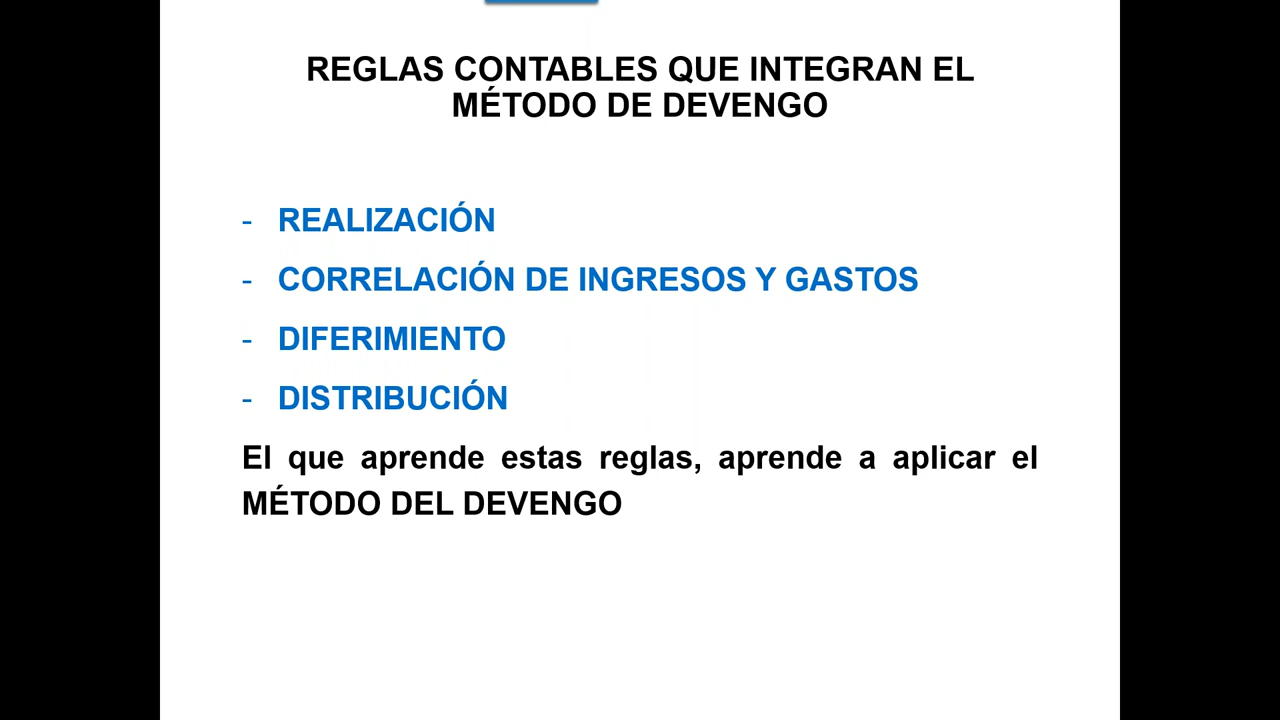 REGLAS CONTABLES QUE INTEGRAN EL
MÉTODO DE DEVENGO
- REALIZACIÓN
- CORRELACIÓN DE INGRESOS Y GASTOS
- DIFERIMIENTO
- DISTRIBUCIÓN
El que aprende estas reglas, aprende a aplicar el
MÉTODO DEL DEVENGO